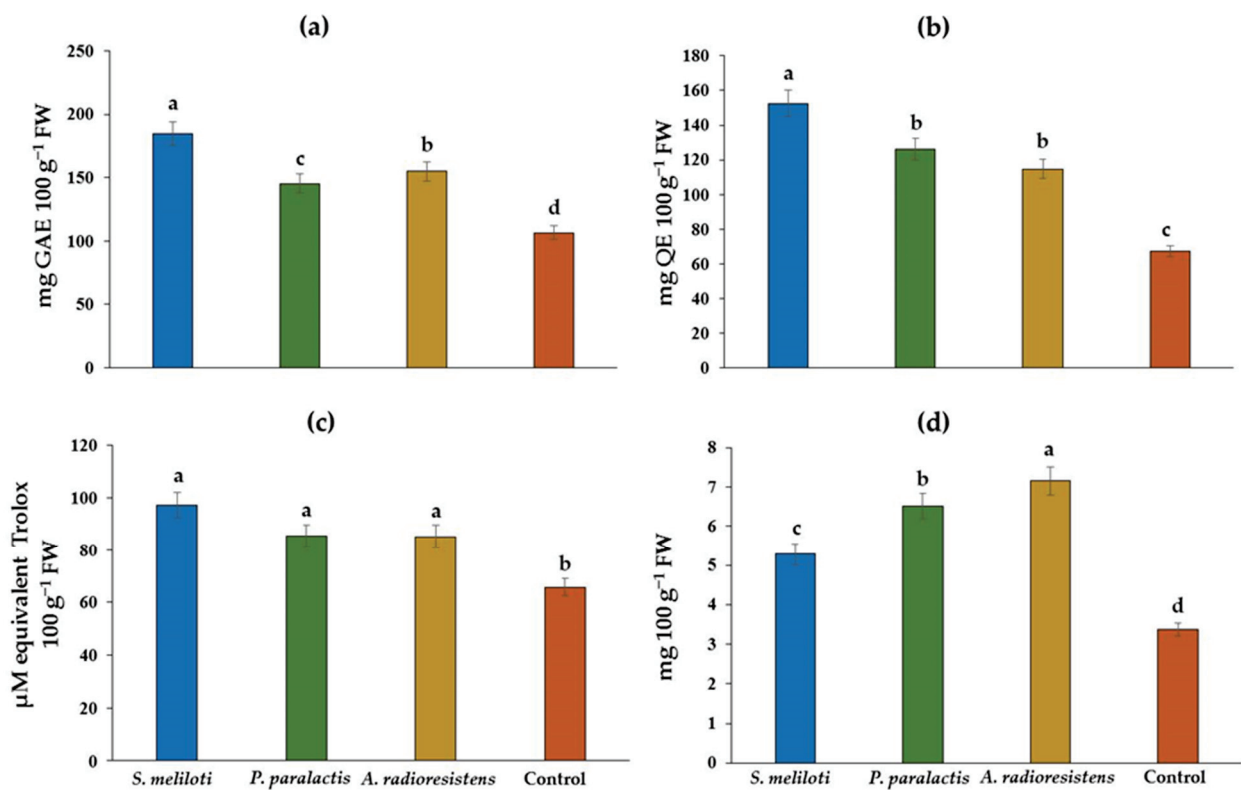 (a)
mg GAE 100 g⁻¹ FW
250
200
150
100
50
0
a
c
b
d
(b)
mg QE 100 g⁻¹ FW
180
160
140
120
100
80
60
40
20
0
a
b
b
c
(c)
µM equivalent Trolox
100 g⁻¹ FW
120
100
80
60
40
20
0
a
a
a
b
S. meliloti P. paralactis A. radioresistens Control
(d)
mg 100 g⁻¹ FW
8
7
6
5
4
3
2
1
0
c
b
a
d
S. meliloti P. paralactis A. radioresistens Control